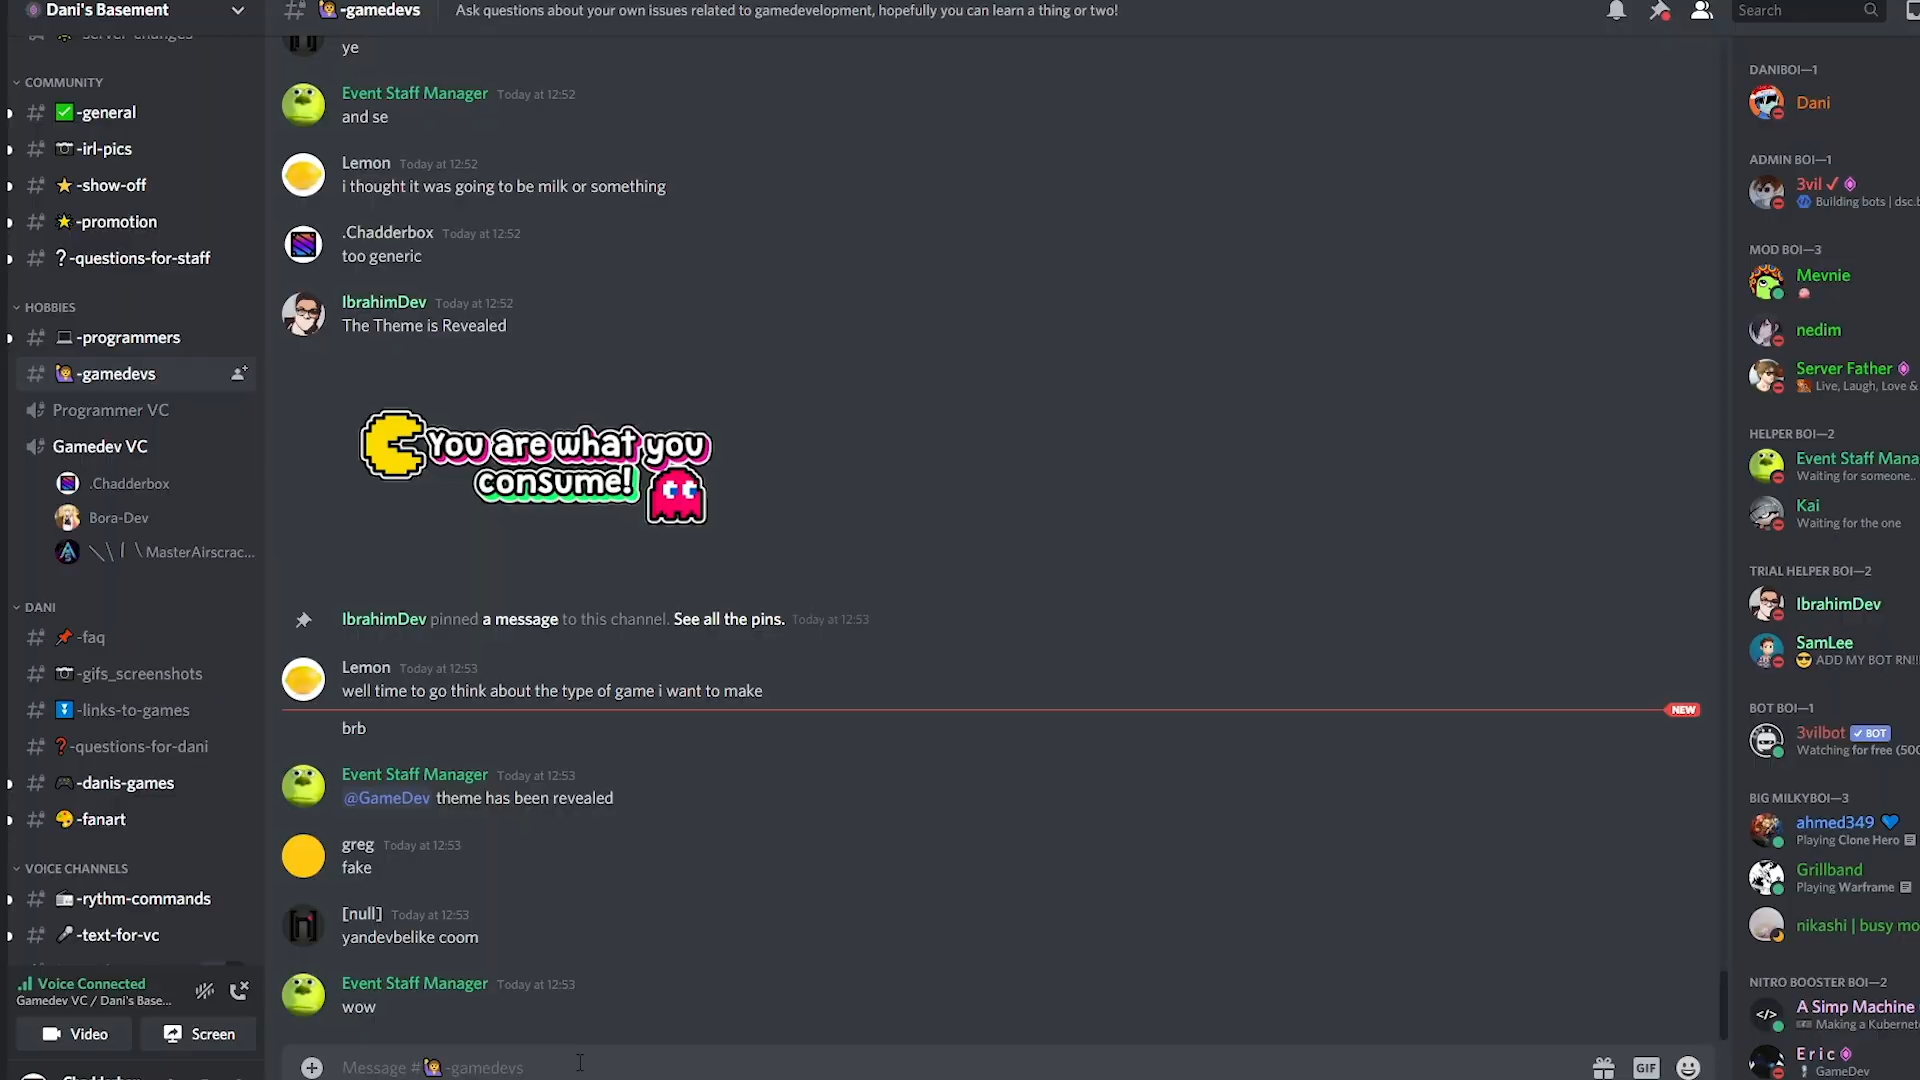 Dani's Basement
-gamedevs
Ask questions about your own issues related to gamedevelopment, hopefully you can learn a thing or two!
Search
-server-changes
COMMUNITY
-general
-irl-pics
-show-off
-promotion
?-questions-for-staff
HOBBIES
-programmers
-gamedevs
Programmer VC
Gamedev VC
.Chadderbox
Bora-Dev
MasterAirscrac...
DANI
-faq
-gifs_screenshots
-links-to-games
❓-questions-for-dani
-danis-games
-fanart
VOICE CHANNELS
-rythm-commands
-text-for-vc
Voice Connected
Gamedev VC / Dani's Base...
Video
Screen
ye
Event Staff Manager Today at 12:52
and se
Lemon Today at 12:52
i thought it was going to be milk or something
.Chadderbox Today at 12:52
too generic
IbrahimDev Today at 12:52
The Theme is Revealed
You are what you
consume!
IbrahimDev pinned a message to this channel. See all the pins. Today at 12:53
Lemon Today at 12:53
well time to go think about the type of game i want to make
NEW
brb
Event Staff Manager Today at 12:53
@GameDev theme has been revealed
greg Today at 12:53
fake
[null] Today at 12:53
yandevbelike coom
Event Staff Manager Today at 12:53
wow
Message #-gamedevs
GIF
DANIBOI—1
Dani
ADMIN BOI—1
3vil
Building bots | dsc.b
MOD BOI—3
Mevnie
nedim
Server Father
Live, Laugh, Love &
HELPER BOI—2
Event Staff Mana
Waiting for someone..
Kai
Waiting for the one
TRIAL HELPER BOI—2
IbrahimDev
SamLee
ADD MY BOT RN!!!
BOT BOI—1
3vilbot BOT
Watching for free (500
BIG MILKYBOI—3
ahmed349
Playing Clone Hero
Grillband
Playing Warframe
nikashi | busy mo
NITRO BOOSTER BOI—2
A Simp Machine
Making a Kubernete
Eric
GameDev